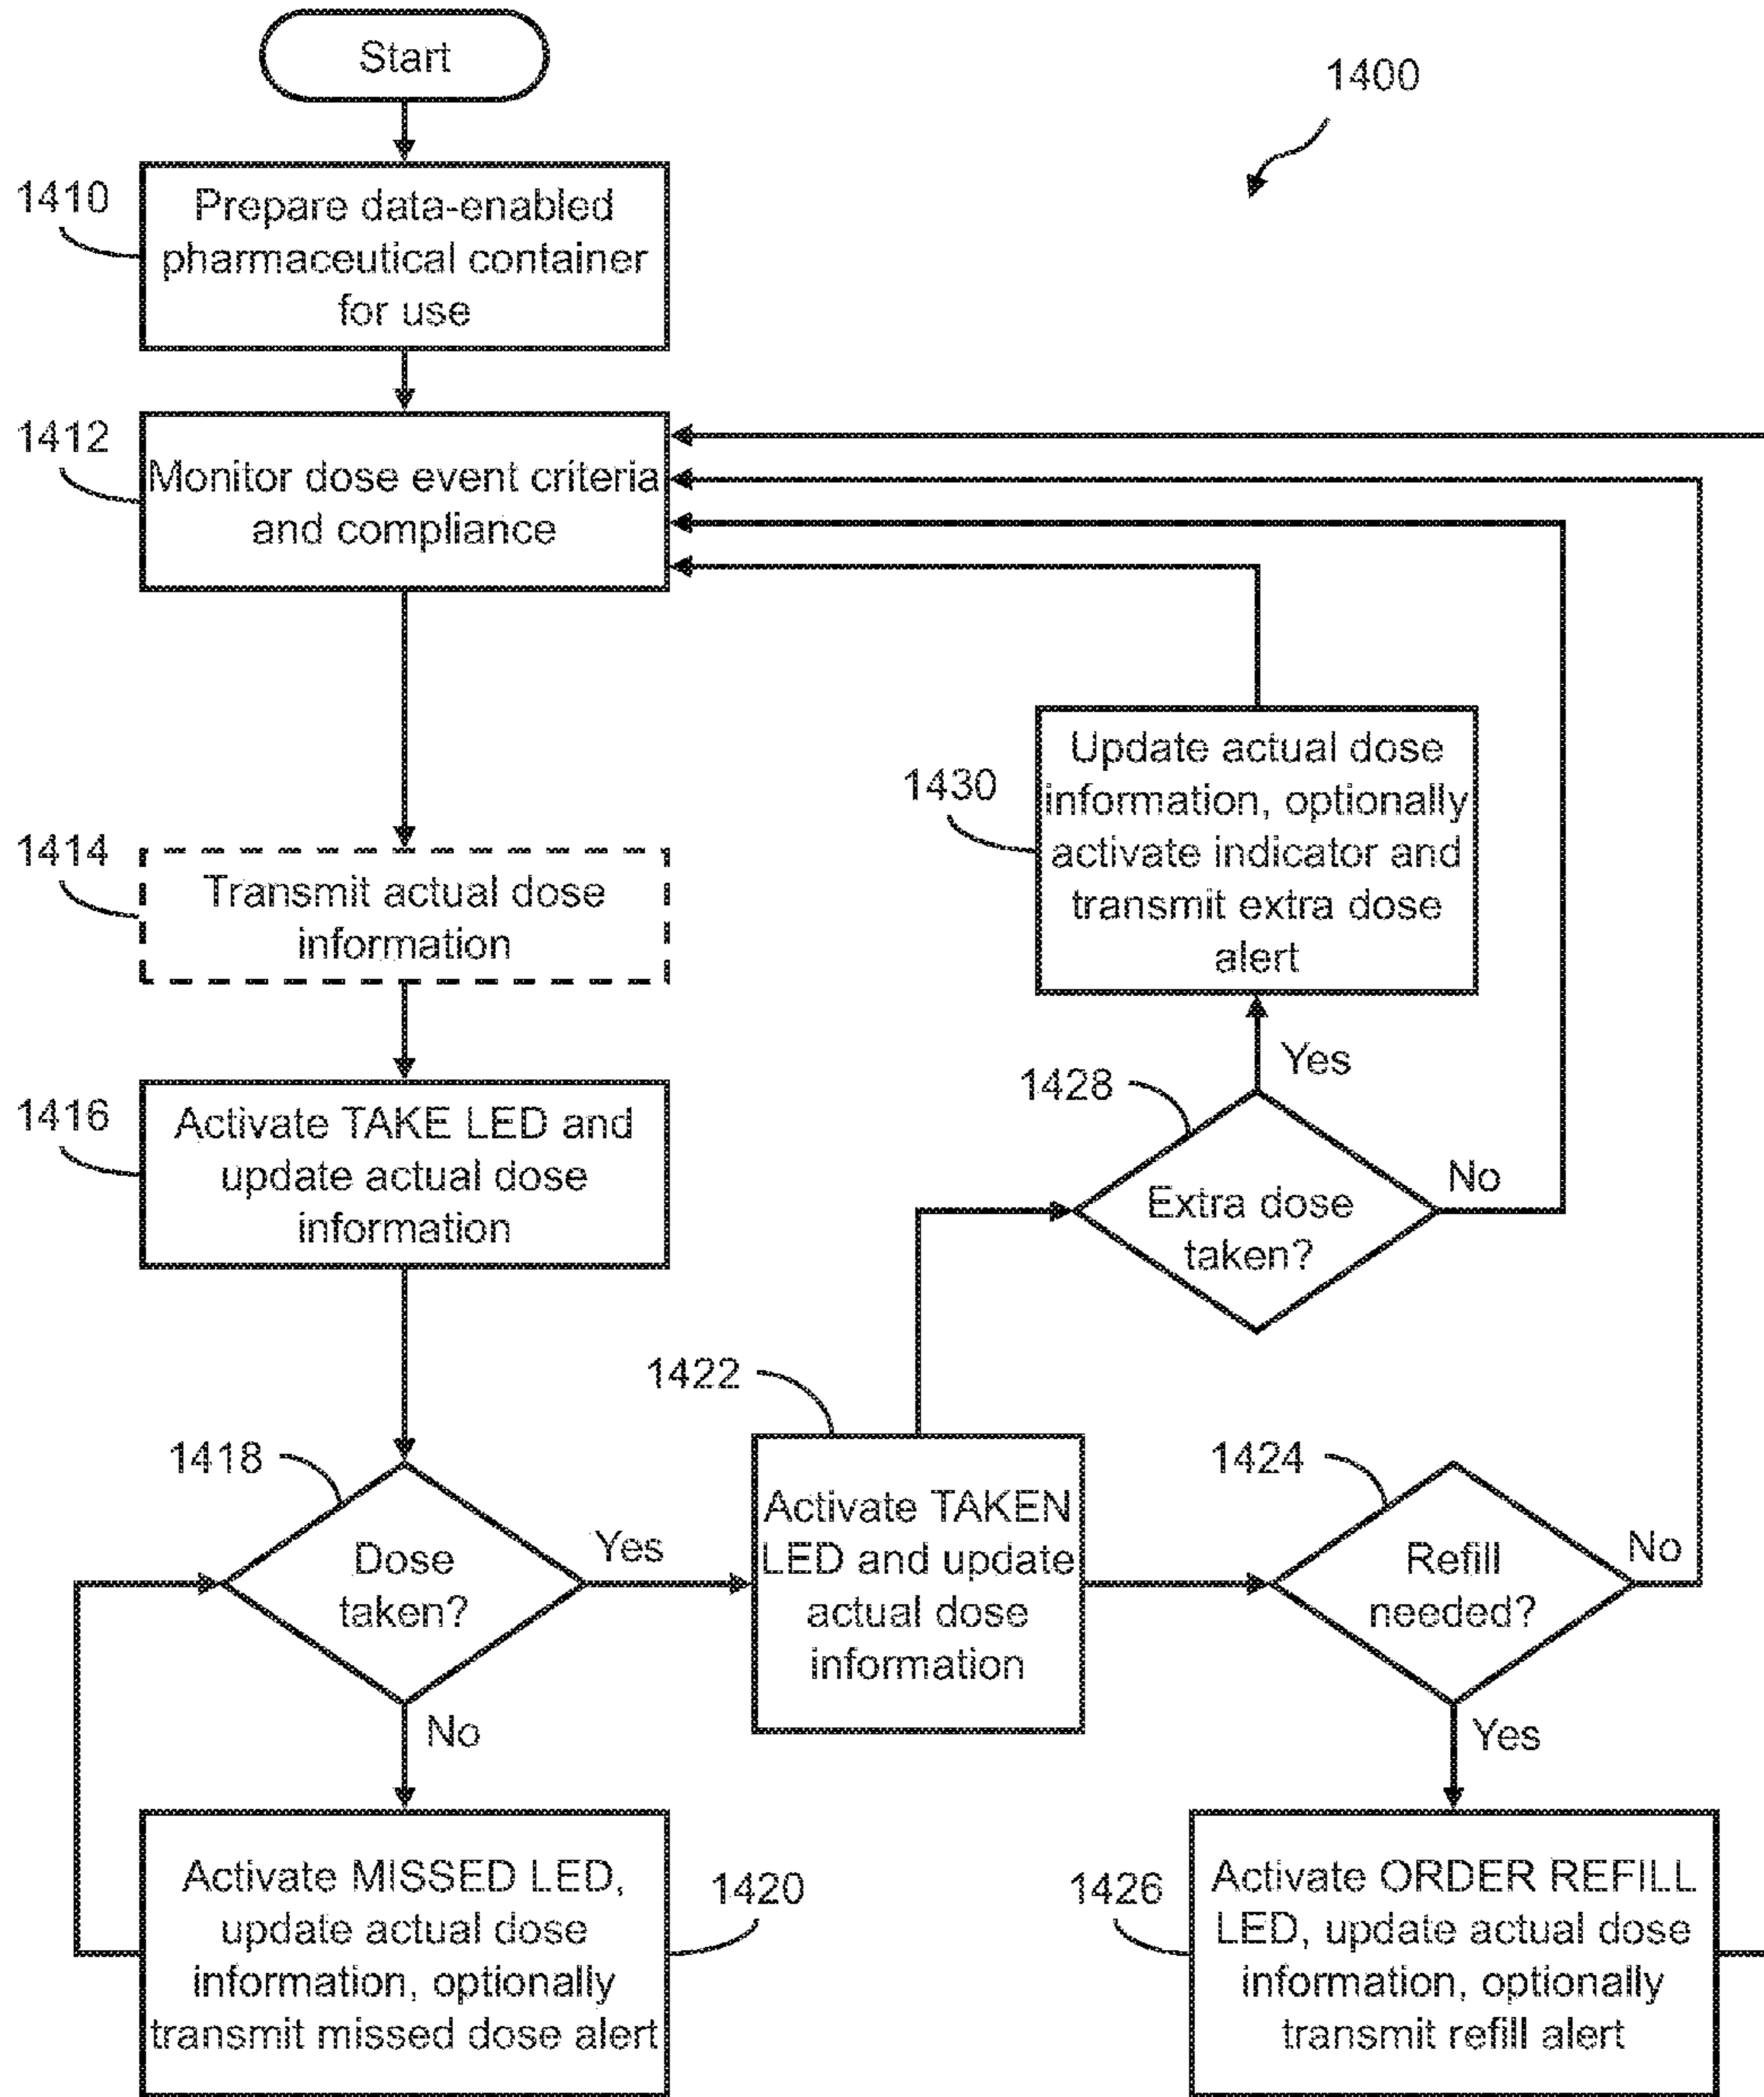 Start
1400
1410
Prepare data-enabled
pharmaceutical container
for use
1412
Monitor dose event criteria
and compliance
1414
Transmit actual dose
information
1416
Activate TAKE LED and
update actual dose
information
1430
Update actual dose
information, optionally
activate indicator and
transmit extra dose
alert
Yes
1428
Extra dose
taken?
No
1418
Dose
taken?
Yes
No
1422
Activate TAKEN
LED and update
actual dose
information
1424
Refill
needed?
No
Yes
Activate MISSED LED,
update actual dose
information, optionally
transmit missed dose alert
1420
1426
Activate ORDER REFILL
LED, update actual dose
information, optionally
transmit refill alert